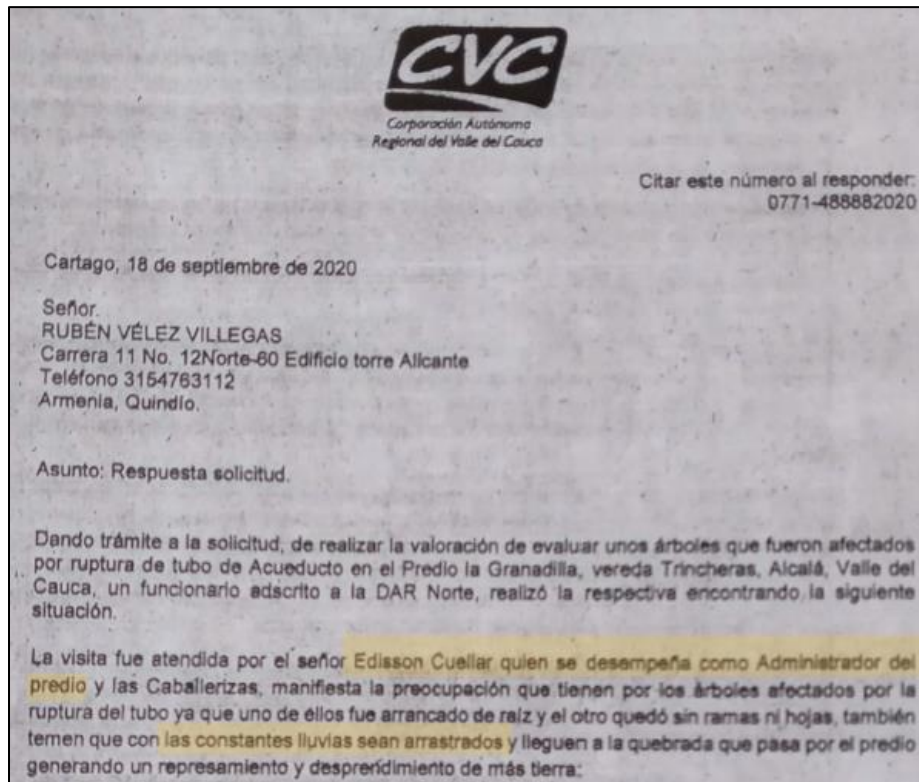 CVC
Corporación Autónoma
Regional del Valle del Cauca
Citar este número al responder:
0771-488882020
Cartago, 18 de septiembre de 2020
Señor.
RUBÉN VÉLEZ VILLEGAS
Carrera 11 No. 12Norte-60 Edificio torre Alicante
Teléfono 3154763112
Armenia, Quindío.
Asunto: Respuesta solicitud.
Dando trámite a la solicitud, de realizar la valoración de evaluar unos árboles que fueron afectados
por ruptura de tubo de Acueducto en el Predio la Granadilla, vereda Trincheras, Alcalá, Valle del
Cauca, un funcionario adscrito a la DAR Norte, realizó la respectiva encontrando la siguiente
situación.
La visita fue atendida por el señor Edisson Cuellar quien se desempeña como Administrador del
predio y las Caballerizas, manifiesta la preocupación que tienen por los árboles afectados por la
ruptura del tubo ya que uno de ellos fue arrancado de raíz y el otro quedó sin ramas ni hojas, también
temen que con las constantes lluvias sean arrastrados y lleguen a la quebrada que pasa por el predio
generando un represamiento y desprendimiento de más tierra: